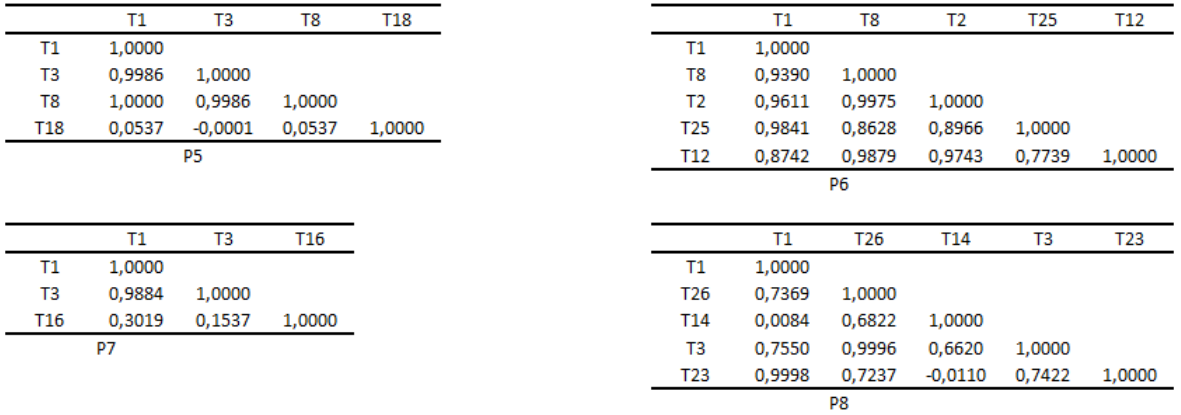 T1 T3 T8 T18
T1 1,0000
T3 0,9986 1,0000
T8 1,0000 0,9986 1,0000
T18 0,0537 -0,0001 0,0537 1,0000
P5
T1 T8 T2 T25 T12
T1 1,0000
T8 0,9390 1,0000
T2 0,9611 0,9975 1,0000
T25 0,9841 0,8628 0,8966 1,0000
T12 0,8742 0,9879 0,9743 0,7739 1,0000
P6
T1 T3 T16
T1 1,0000
T3 0,9884 1,0000
T16 0,3019 0,1537 1,0000
P7
T1 T26 T14 T3 T23
T1 1,0000
T26 0,7369 1,0000
T14 0,0084 0,6822 1,0000
T3 0,7550 0,9996 0,6620 1,0000
T23 0,9998 0,7237 -0,0110 0,7422 1,0000
P8